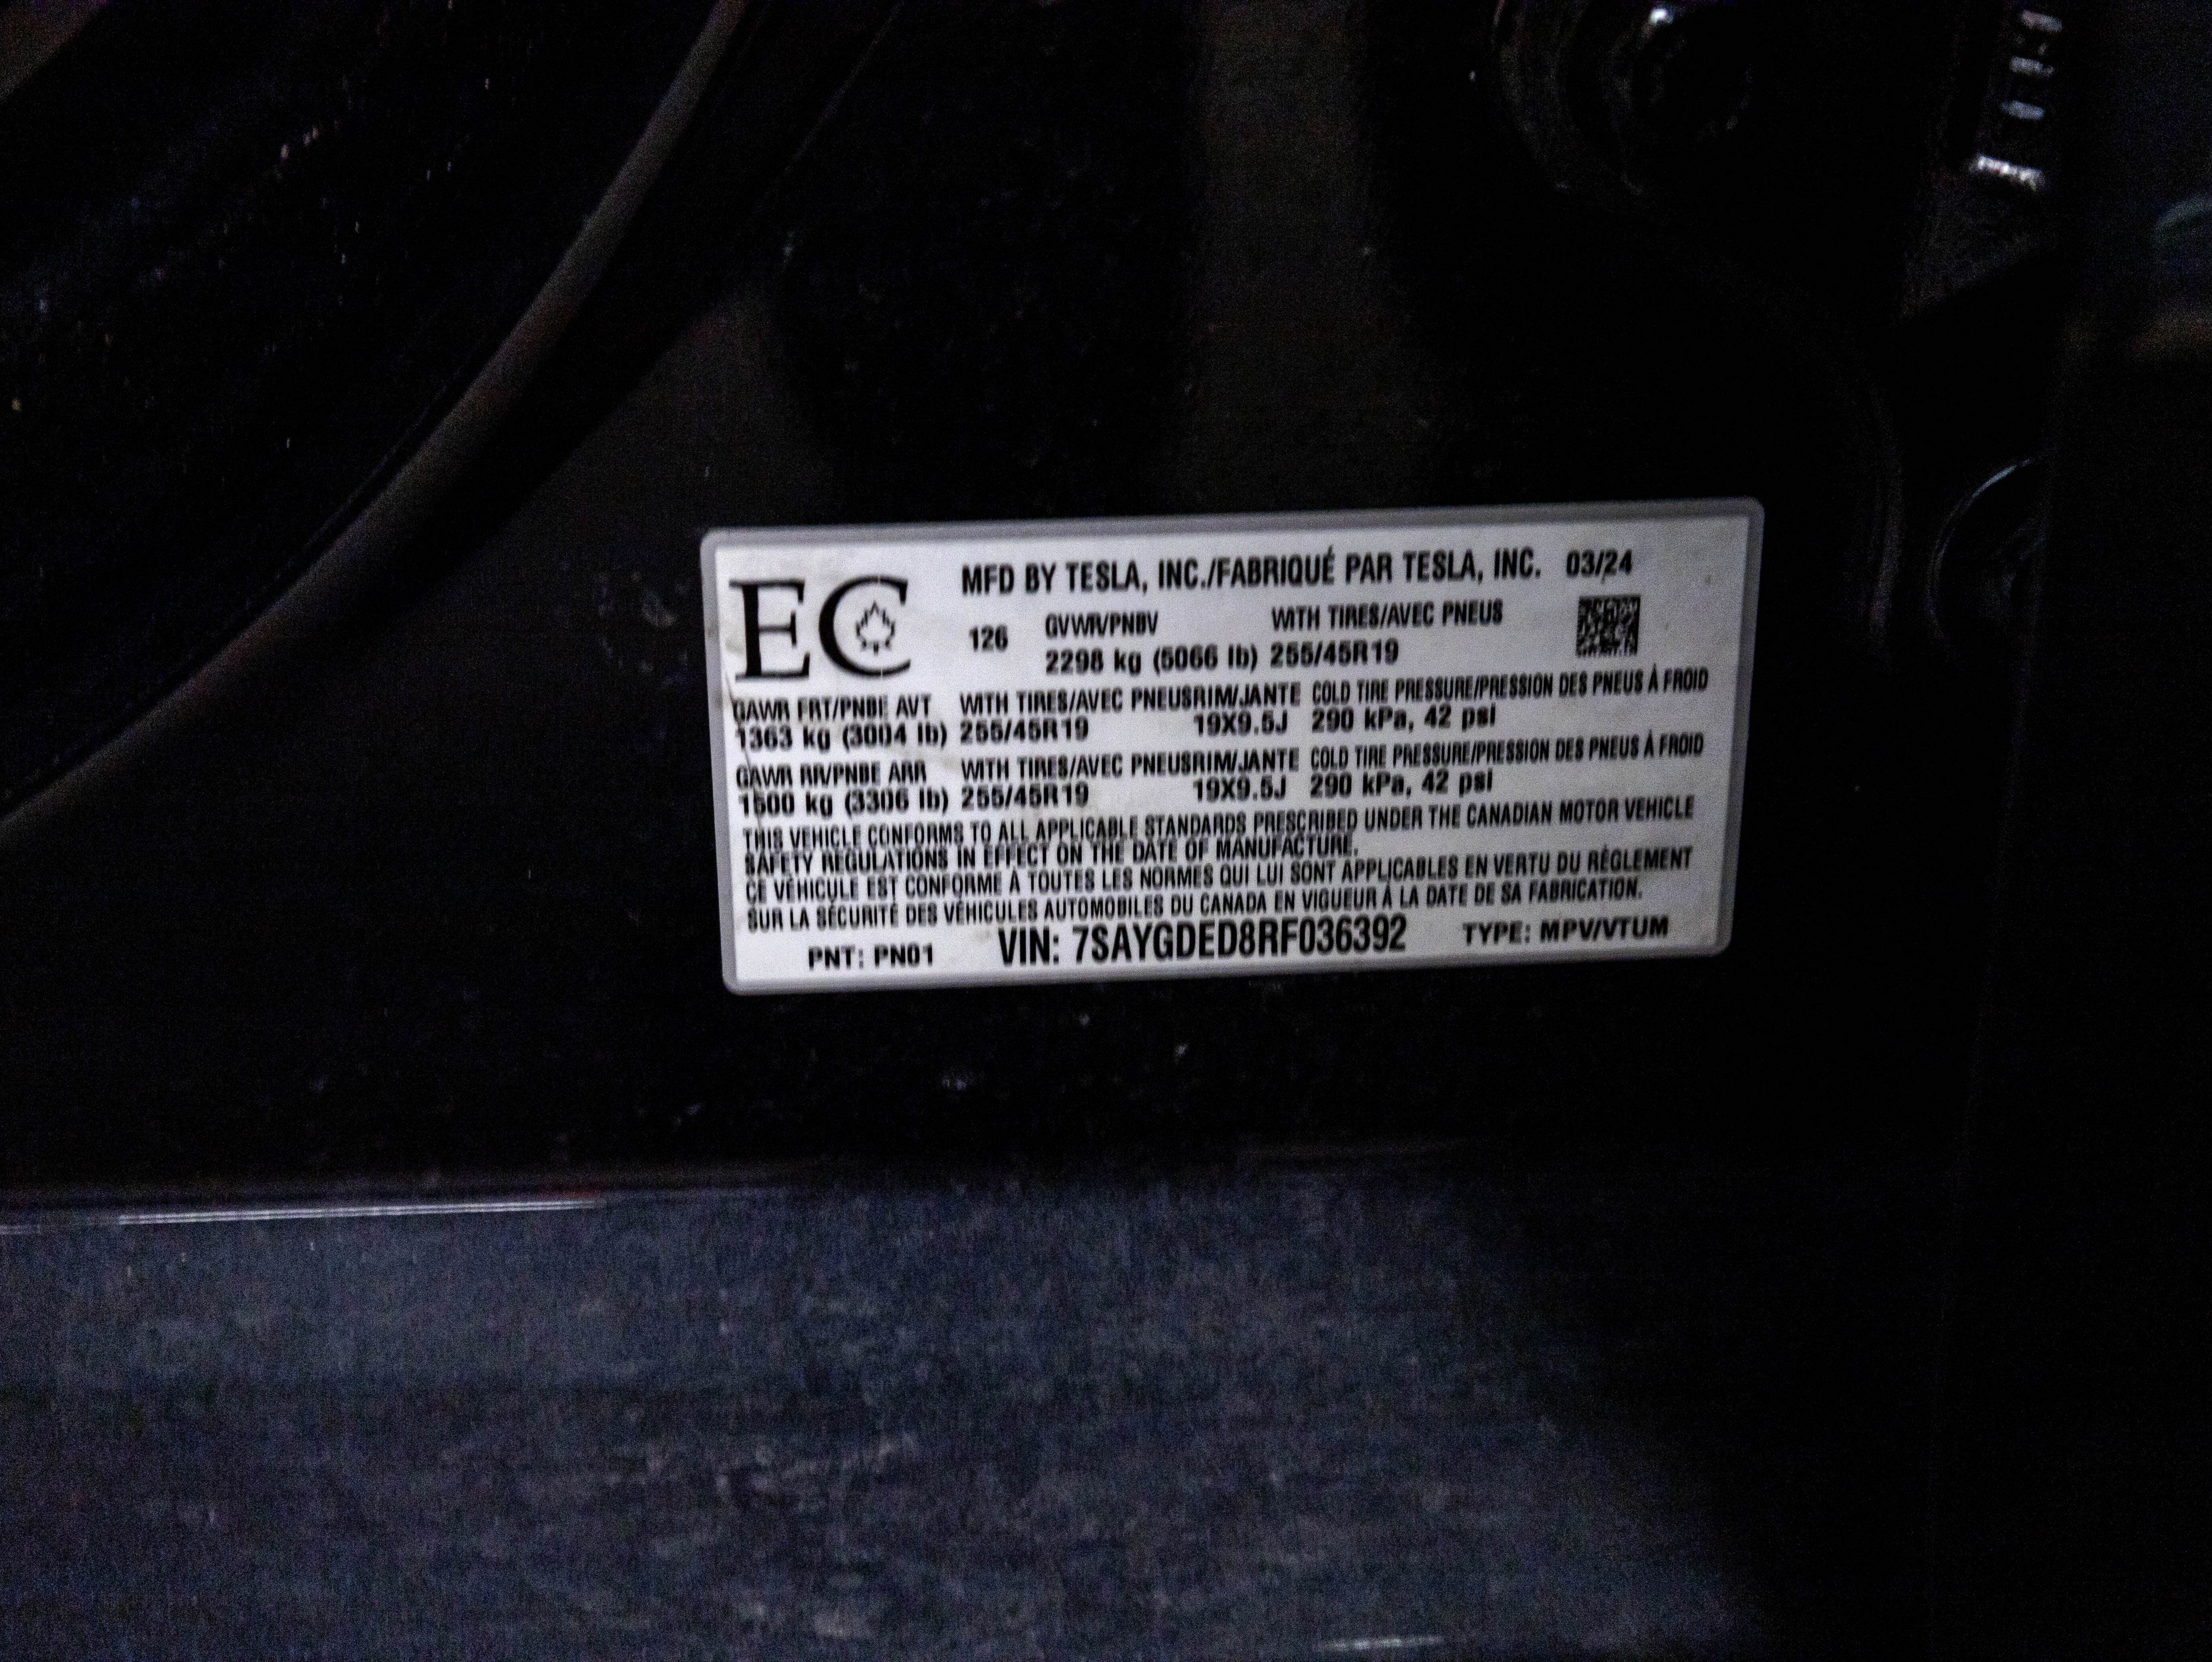 EC
MFD BY TESLA, INC./FABRIQUÉ PAR TESLA, INC. 03/24
126 GVWR/PNBV WITH TIRES/AVEC PNEUS
2298 kg (5066 lb) 255/45R19
GAWR FRT/PNBE AVT WITH TIRES/AVEC PNEUS RIM/JANTE COLD TIRE PRESSURE/PRESSION DES PNEUS À FROID
1363 kg (3004 lb) 255/45R19 19X9.5J 290 kPa, 42 psi
GAWR RR/PNBE ARR WITH TIRES/AVEC PNEUS RIM/JANTE COLD TIRE PRESSURE/PRESSION DES PNEUS À FROID
1500 kg (3306 lb) 255/45R19 19X9.5J 290 kPa, 42 psi
THIS VEHICLE CONFORMS TO ALL APPLICABLE STANDARDS PRESCRIBED UNDER THE CANADIAN MOTOR VEHICLE
SAFETY REGULATIONS IN EFFECT ON THE DATE OF MANUFACTURE.
CE VÉHICULE EST CONFORME À TOUTES LES NORMES QUI LUI SONT APPLICABLES EN VERTU DU RÈGLEMENT
SUR LA SÉCURITÉ DES VÉHICULES AUTOMOBILES DU CANADA EN VIGUEUR À LA DATE DE SA FABRICATION.
PNT: PN01 VIN: 7SAYGDED8RF036392 TYPE: MPV/VTUM